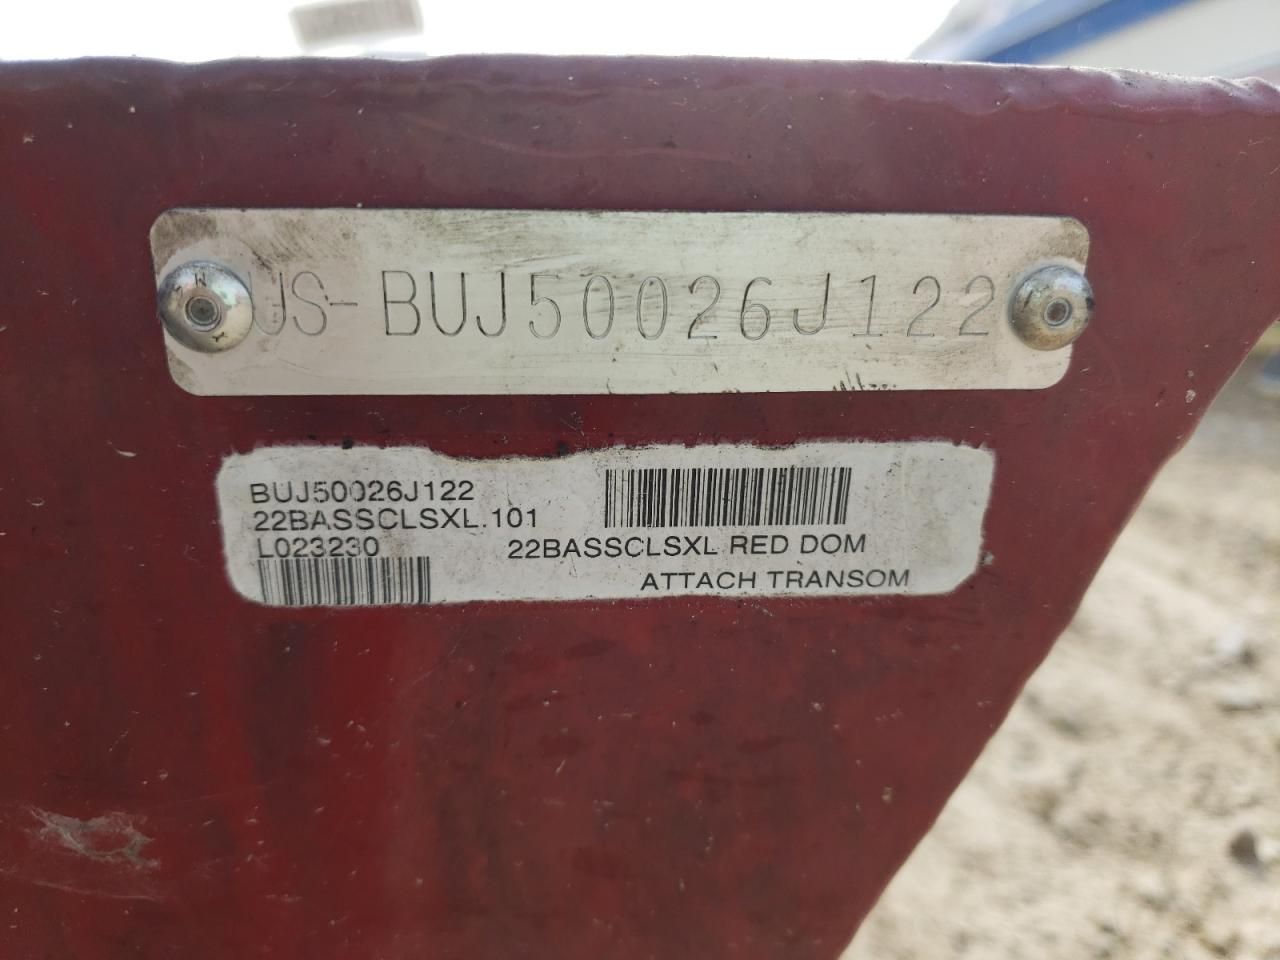 US-BUJ50026J122
BUJ50026J122
22BASSCLSXL.101
L023230
22BASSCLSXL RED DOM
ATTACH TRANSOM